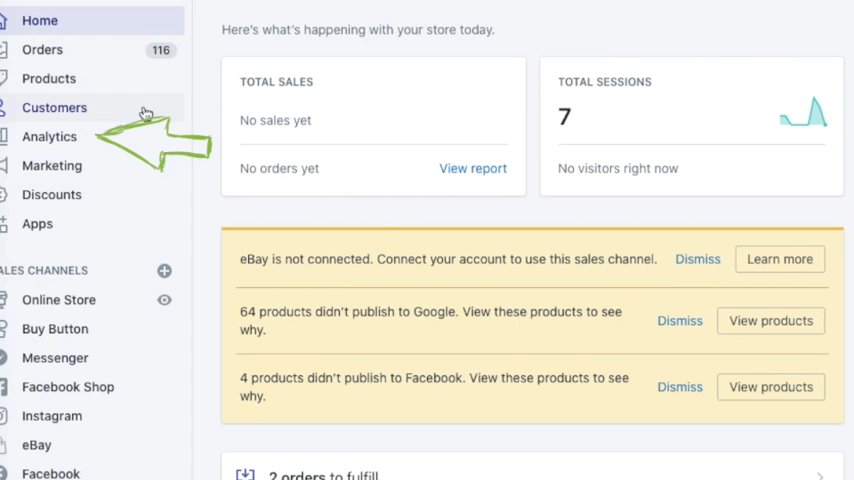 Home
Orders 116
Products
Customers
Analytics
Marketing
Discounts
Apps
ALES CHANNELS
Online Store
Buy Button
Messenger
Facebook Shop
Instagram
eBay
Facebook
Here's what's happening with your store today.
TOTAL SALES
No sales yet
No orders yet View report
TOTAL SESSIONS
7
No visitors right now
eBay is not connected. Connect your account to use this sales channel. Dismiss Learn more
64 products didn't publish to Google. View these products to see
why.
Dismiss View products
4 products didn't publish to Facebook. View these products to see
why.
Dismiss View products
2 orders to fulfill